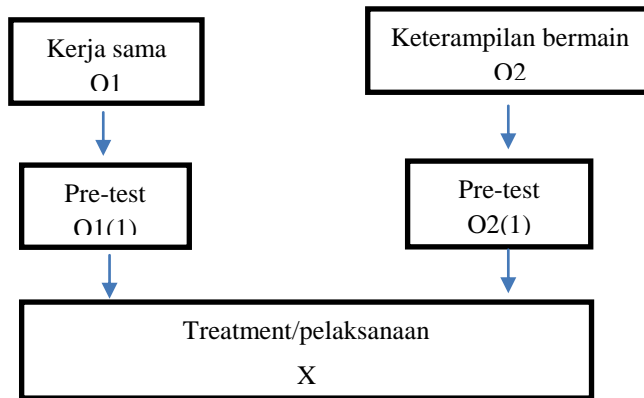 Kerja sama
O1
Keterampilan bermain
O2
Pre-test
O1(1)
Pre-test
O2(1)
Treatment/pelaksanaan
X